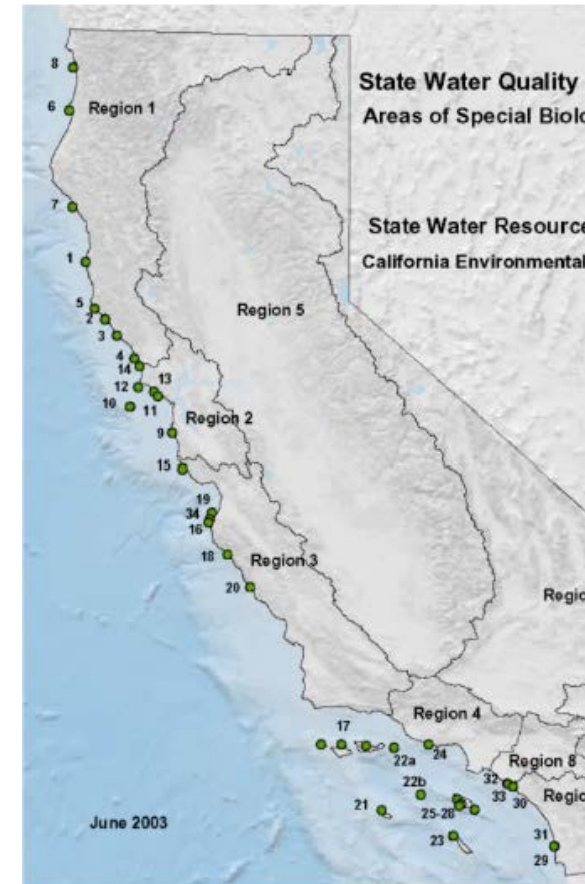 State Water Quality
Areas of Special Biolo
State Water Resource
California Environmental
8
6
Region 1
7
1
5
2
3
4
14
12
13
10
11
Region 5
Region 2
9
15
19
34
16
18
Region 3
20
Regio
Region 4
17
22a
24
Region 8
32
33
30
Regio
22b
21
25-28
23
31
29
June 2003